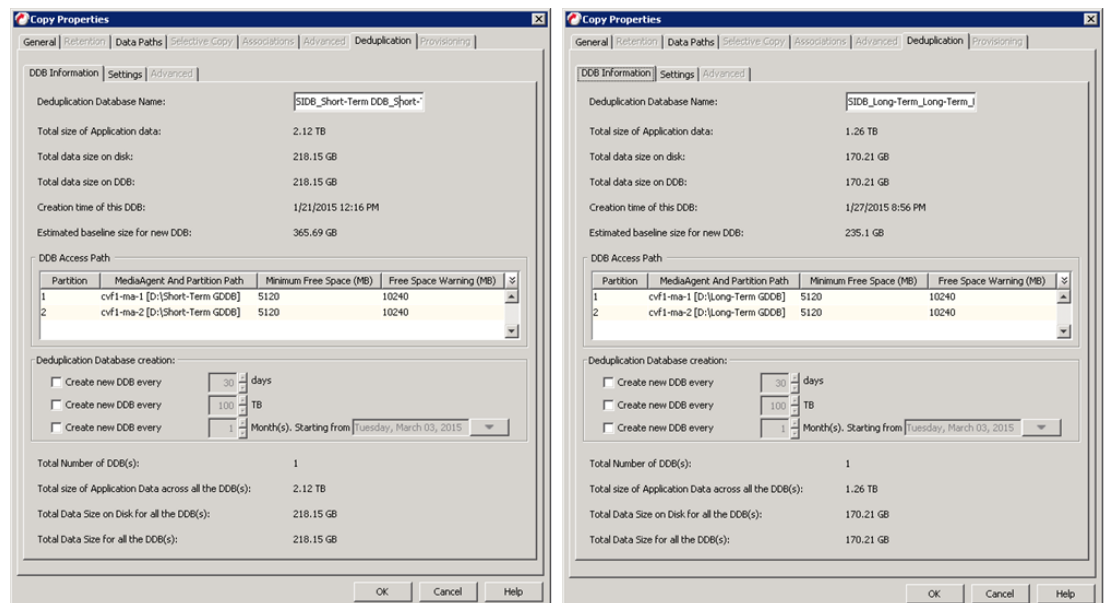 Copy Properties
General Retention Data Paths Selective Copy Associations Advanced Deduplication Provisioning
DDB Information Settings Advanced
Deduplication Database Name: SIDB_Short-Term DDB_Short-
Total size of Application data: 2.12 TB
Total data size on disk: 218.15 GB
Total data size on DDB: 218.15 GB
Creation time of this DDB: 1/21/2015 12:16 PM
Estimated baseline size for new DDB: 365.69 GB
DDB Access Path
Partition MediaAgent And Partition Path Minimum Free Space (MB) Free Space Warning (MB)
1 cvf1-ma-1 [D:\Short-Term GDDB] 5120 10240
2 cvf1-ma-2 [D:\Short-Term GDDB] 5120 10240
Deduplication Database creation:
Create new DDB every 30 days
Create new DDB every 100 TB
Create new DDB every 1 Month(s). Starting from Tuesday, March 03, 2015
Total Number of DDB(s): 1
Total size of Application Data across all the DDB(s): 2.12 TB
Total Data Size on Disk for all the DDB(s): 218.15 GB
Total Data Size for all the DDB(s): 218.15 GB
OK Cancel Help
Copy Properties
General Retention Data Paths Selective Copy Associations Advanced Deduplication Provisioning
DDB Information Settings Advanced
Deduplication Database Name: SIDB_Long-Term_Long-Term_
Total size of Application data: 1.26 TB
Total data size on disk: 170.21 GB
Total data size on DDB: 170.21 GB
Creation time of this DDB: 1/27/2015 8:56 PM
Estimated baseline size for new DDB: 235.1 GB
DDB Access Path
Partition MediaAgent And Partition Path Minimum Free Space (MB) Free Space Warning (MB)
1 cvf1-ma-1 [D:\Long-Term GDDB] 5120 10240
2 cvf1-ma-2 [D:\Long-Term GDDB] 5120 10240
Deduplication Database creation:
Create new DDB every 30 days
Create new DDB every 100 TB
Create new DDB every 1 Month(s). Starting from Tuesday, March 03, 2015
Total Number of DDB(s): 1
Total size of Application Data across all the DDB(s): 1.26 TB
Total Data Size on Disk for all the DDB(s): 170.21 GB
Total Data Size for all the DDB(s): 170.21 GB
OK Cancel Help